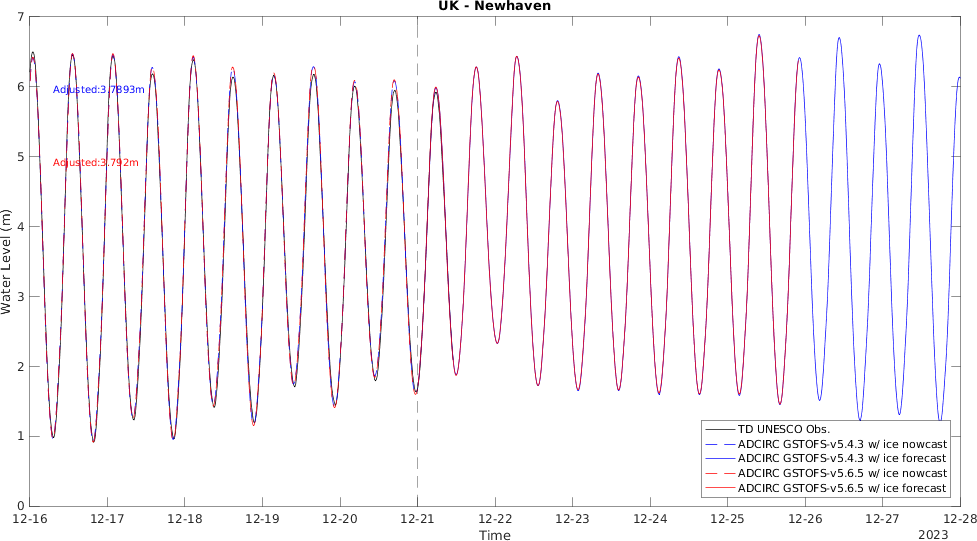 UK - Newhaven
7
6
5
4
3
2
1
0
Water Level (m)
Adjusted:3.7893m
Adjusted:3.792m
TD UNESCO Obs.
ADCIRC GSTOFS-v5.4.3 w/ ice nowcast
ADCIRC GSTOFS-v5.4.3 w/ ice forecast
ADCIRC GSTOFS-v5.6.5 w/ ice nowcast
ADCIRC GSTOFS-v5.6.5 w/ ice forecast
12-16 12-17 12-18 12-19 12-20 12-21 12-22 12-23 12-24 12-25 12-26 12-27 12-28
Time
2023